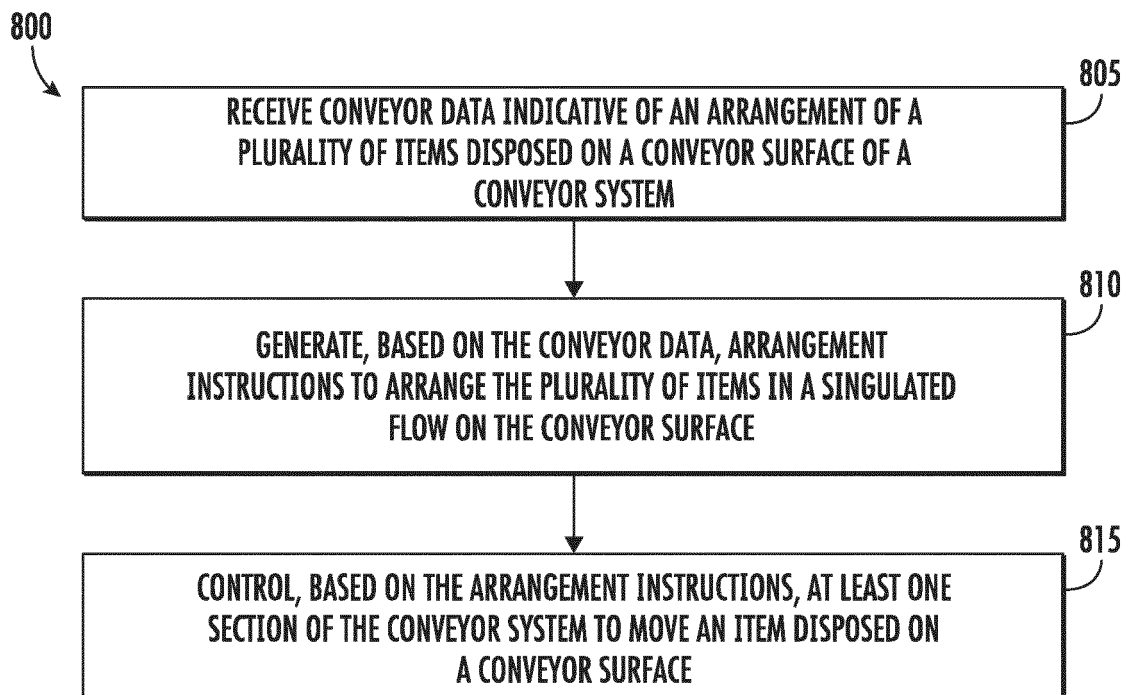 800
805
RECEIVE CONVEYOR DATA INDICATIVE OF AN ARRANGEMENT OF A
PLURALITY OF ITEMS DISPOSED ON A CONVEYOR SURFACE OF A
CONVEYOR SYSTEM
810
GENERATE, BASED ON THE CONVEYOR DATA, ARRANGEMENT
INSTRUCTIONS TO ARRANGE THE PLURALITY OF ITEMS IN A SINGULATED
FLOW ON THE CONVEYOR SURFACE
815
CONTROL, BASED ON THE ARRANGEMENT INSTRUCTIONS, AT LEAST ONE
SECTION OF THE CONVEYOR SYSTEM TO MOVE AN ITEM DISPOSED ON
A CONVEYOR SURFACE